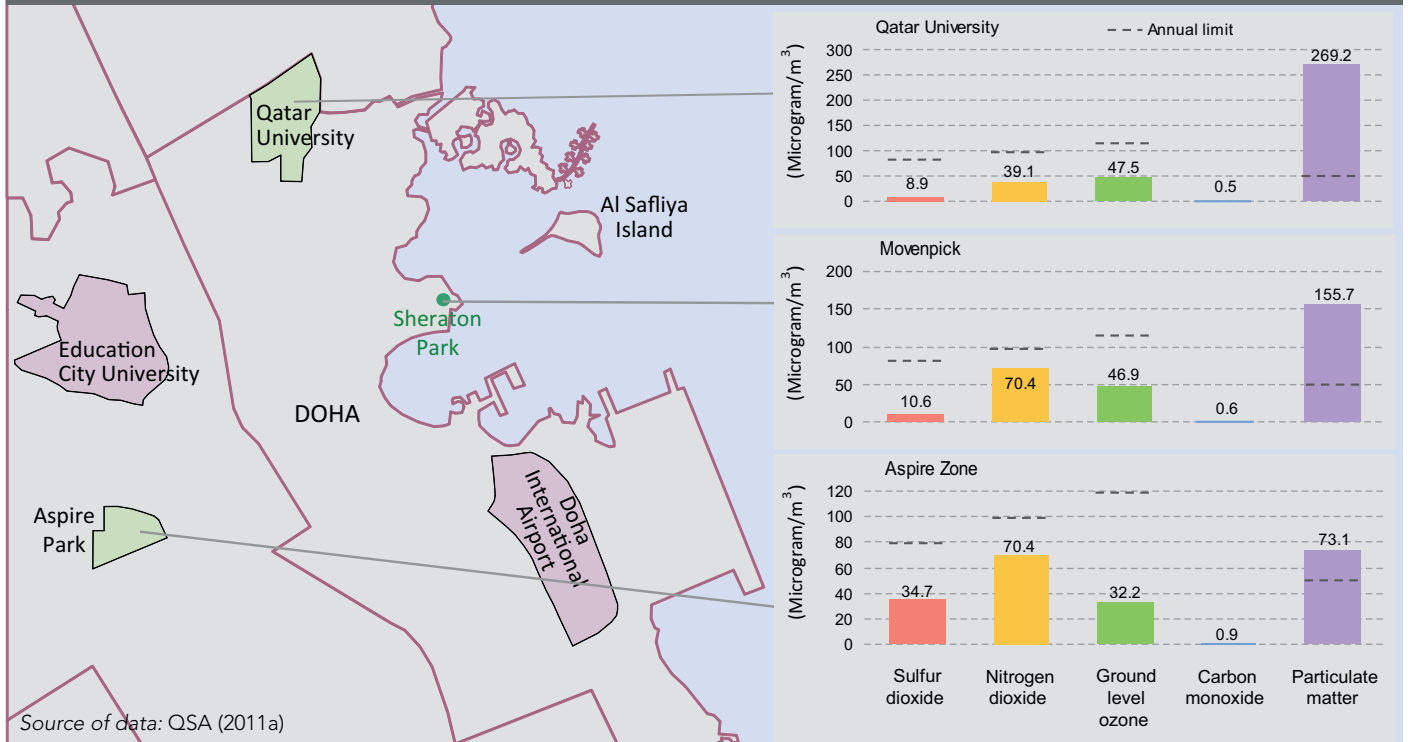 Qatar
University
Al Safliya
Island
Sheraton
Park
Education
City University
DOHA
Doha
International
Airport
Aspire
Park
Source of data: QSA (2011a)
Qatar University
Annual limit
(Microgram/m³)
300
250
200
150
100
50
0
8.9
39.1
47.5
0.5
269.2
Movenpick
(Microgram/m³)
200
150
100
50
0
10.6
70.4
46.9
0.6
155.7
Aspire Zone
(Microgram/m³)
120
100
80
60
40
20
0
34.7
70.4
32.2
0.9
73.1
Sulfur
dioxide
Nitrogen
dioxide
Ground
level
ozone
Carbon
monoxide
Particulate
matter